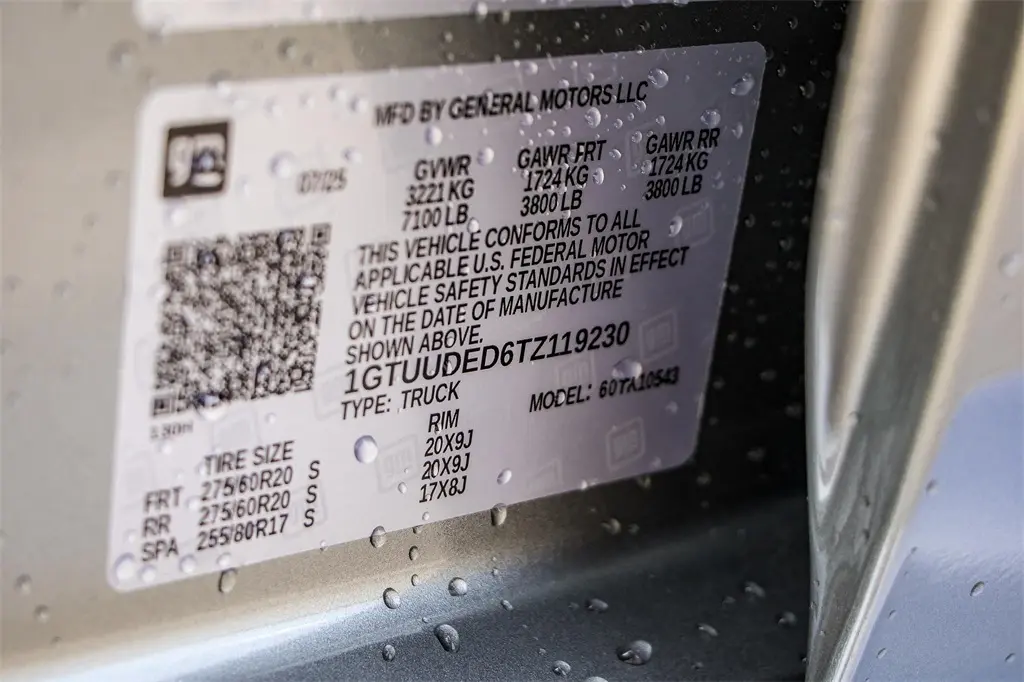 MFD BY GENERAL MOTORS LLC
gm
07/25
GVWR GAWR FRT GAWR RR
3221 KG 1724 KG 1724 KG
7100 LB 3800 LB 3800 LB
THIS VEHICLE CONFORMS TO ALL
APPLICABLE U.S. FEDERAL MOTOR
VEHICLE SAFETY STANDARDS IN EFFECT
ON THE DATE OF MANUFACTURE
SHOWN ABOVE.
1GTUUDED6TZ119230
TYPE: TRUCK MODEL:
TIRE SIZE RIM
FRT 275/60R20 S 20X9J
RR 275/60R20 S 20X9J
SPA 255/80R17 S 17X8J